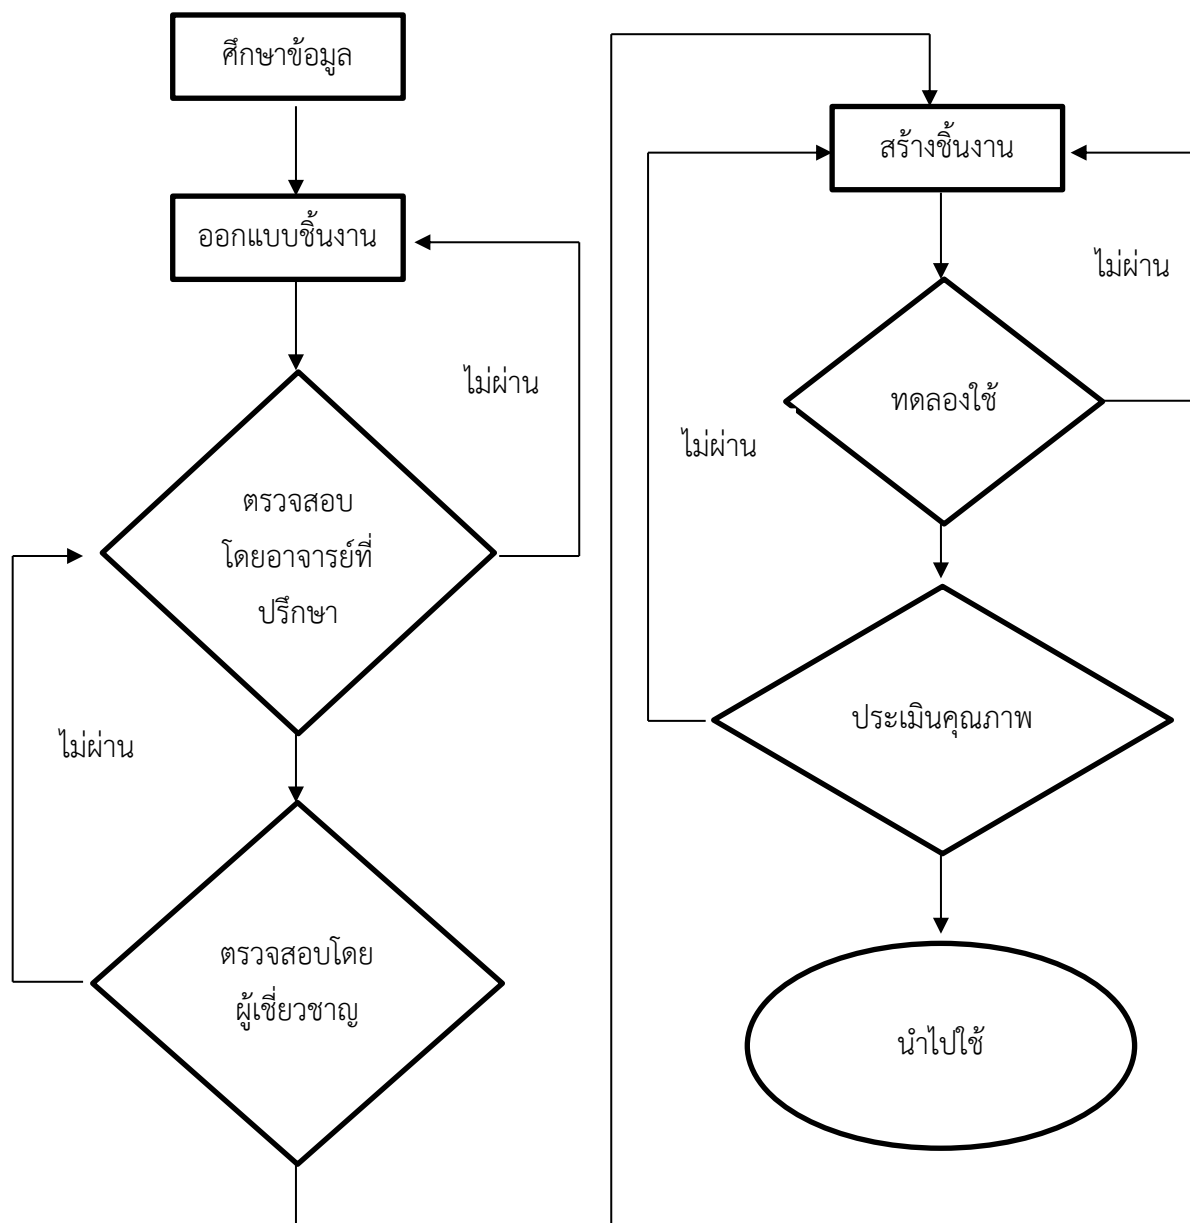 ศึกษาข้อมูล
ออกแบบชิ้นงาน
ไม่ผ่าน
ตรวจสอบ
โดยอาจารย์ที่
ปรึกษา
ไม่ผ่าน
ตรวจสอบโดย
ผู้เชี่ยวชาญ
สร้างชิ้นงาน
ไม่ผ่าน
ทดลองใช้
ไม่ผ่าน
ประเมินคุณภาพ
นำไปใช้